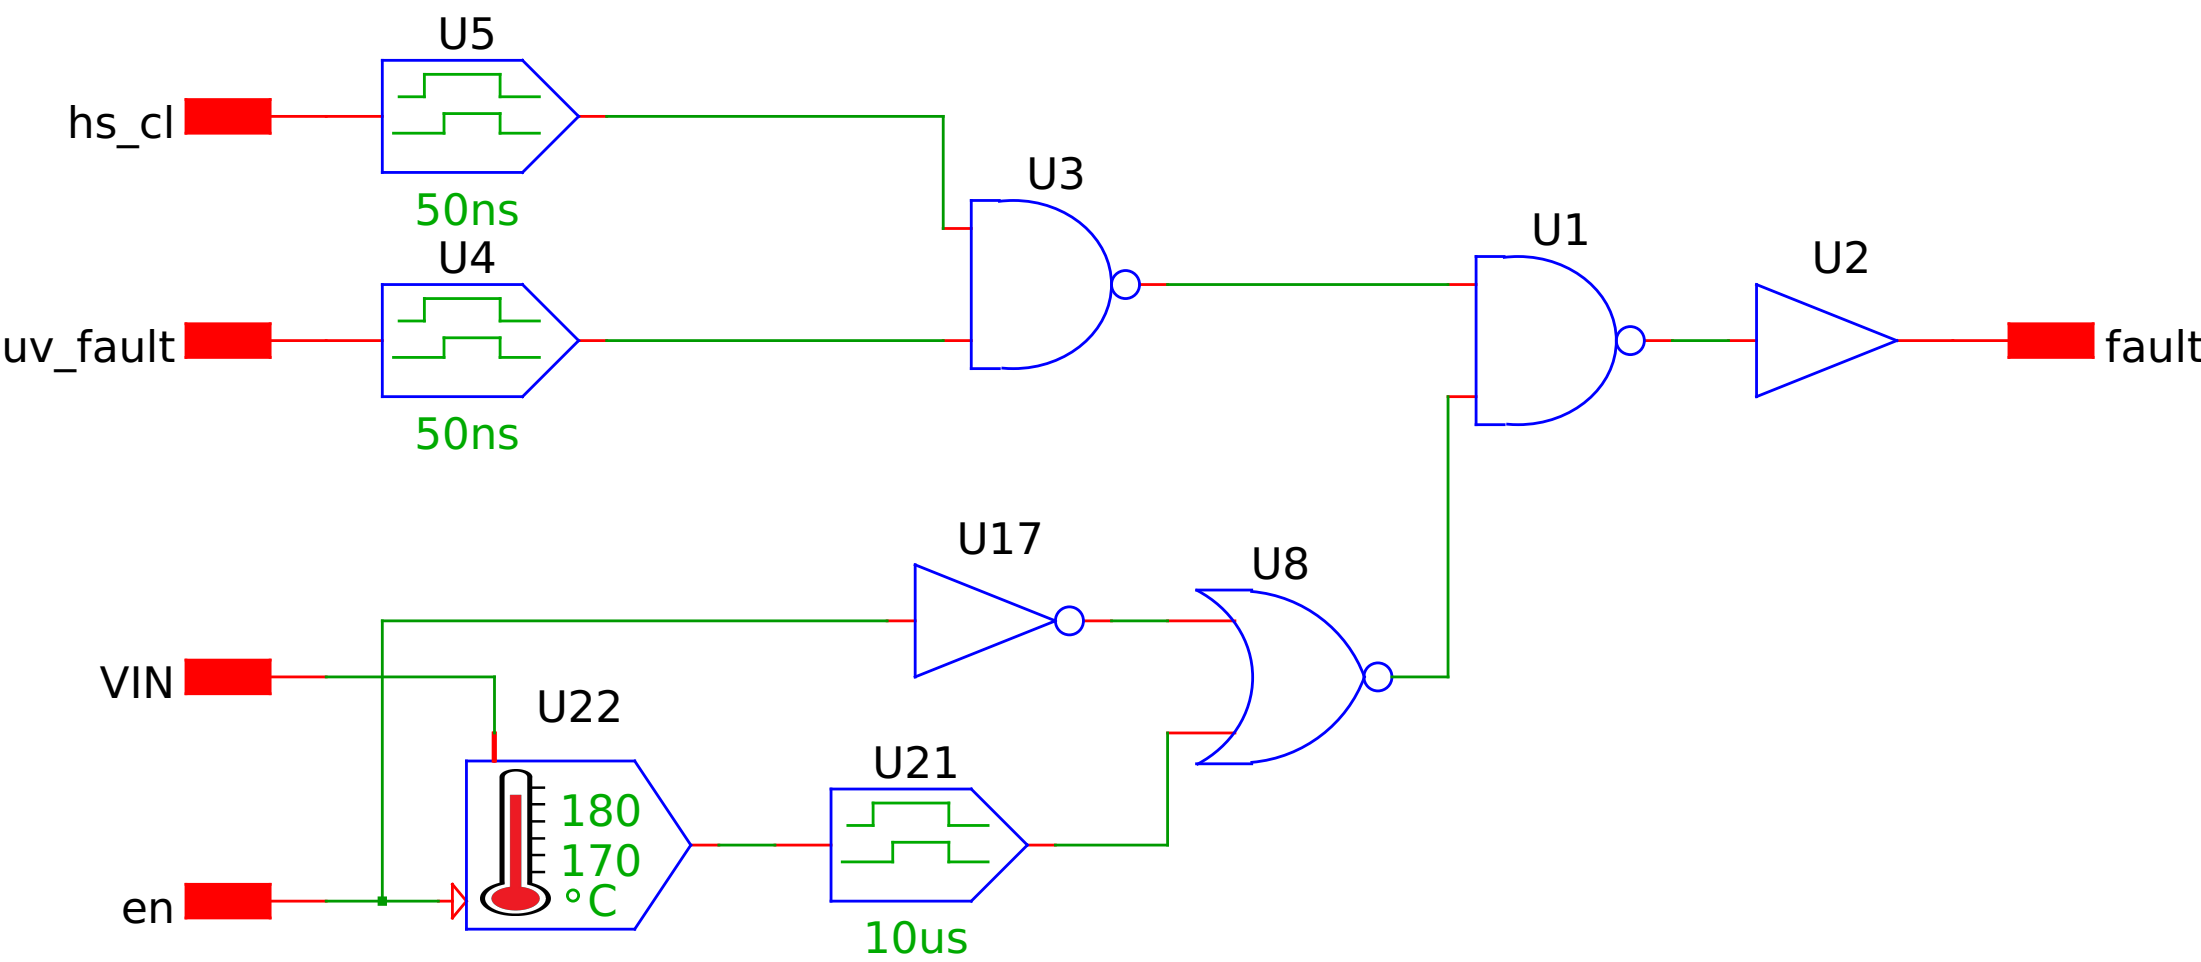 U5
hs_cl
50ns
U4
uv_fault
50ns
U3
U1
U2
fault
U17
U8
VIN
U22
180
170
°C
en
U21
10us